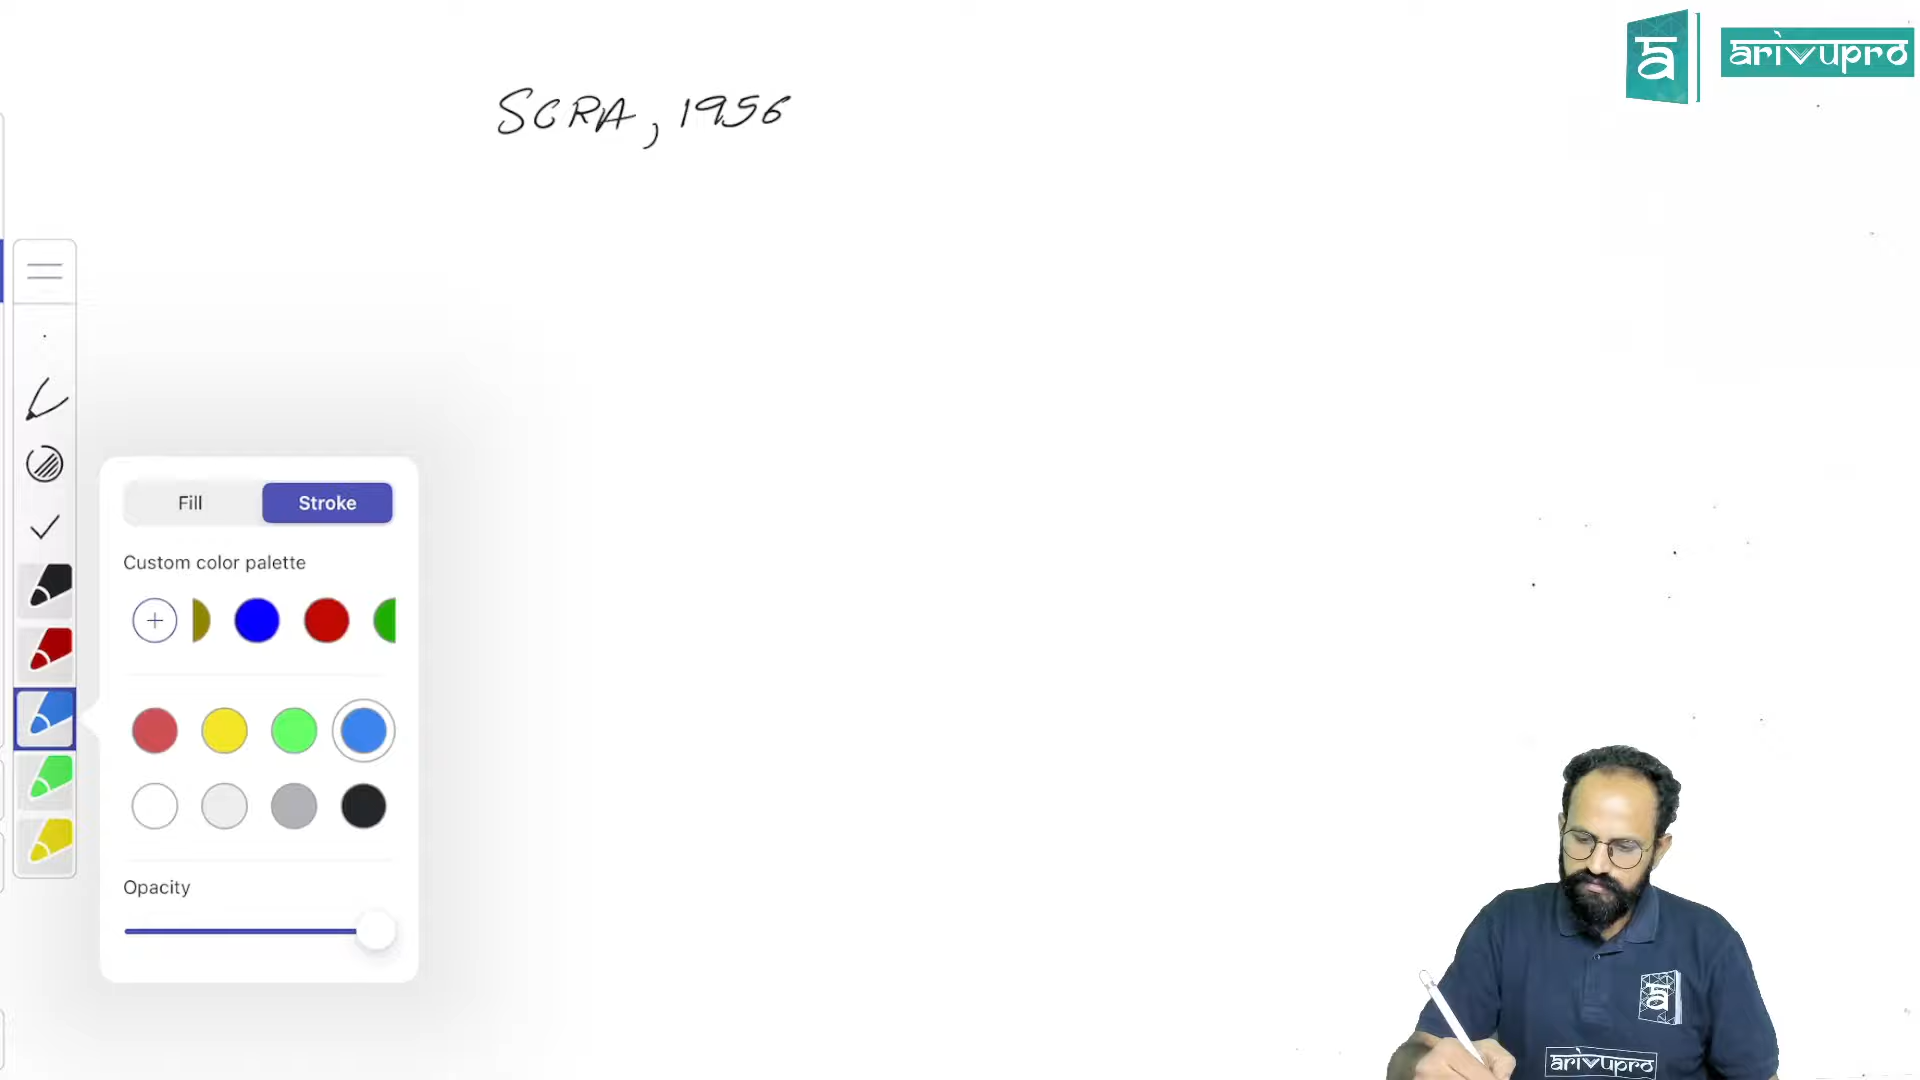 ā arivupro
SCRA, 1956
Fill Stroke
Custom color palette
Opacity
ā
arivupro